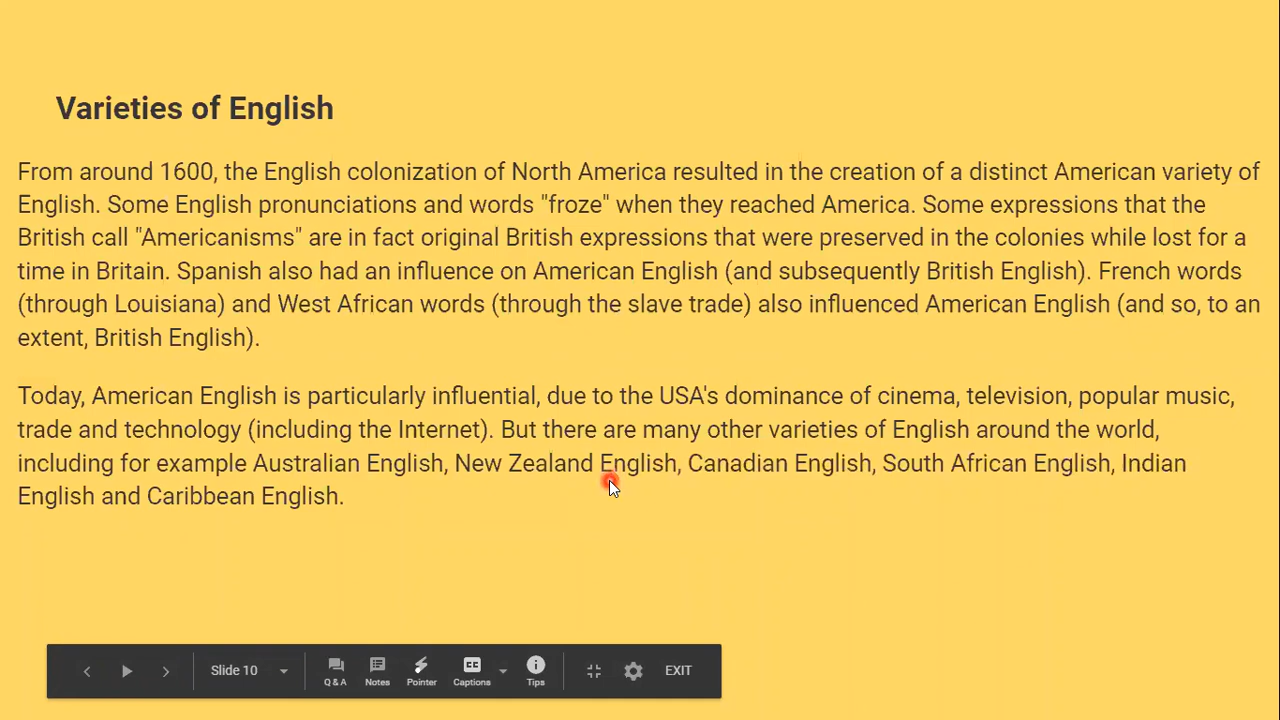 Varieties of English
From around 1600, the English colonization of North America resulted in the creation of a distinct American variety of
English. Some English pronunciations and words "froze" when they reached America. Some expressions that the
British call "Americanisms" are in fact original British expressions that were preserved in the colonies while lost for a
time in Britain. Spanish also had an influence on American English (and subsequently British English). French words
(through Louisiana) and West African words (through the slave trade) also influenced American English (and so, to an
extent, British English).
Today, American English is particularly influential, due to the USA's dominance of cinema, television, popular music,
trade and technology (including the Internet). But there are many other varieties of English around the world,
including for example Australian English, New Zealand English, Canadian English, South African English, Indian
English and Caribbean English.
Slide 10 Q & A Notes Pointer CC Captions Tips EXIT